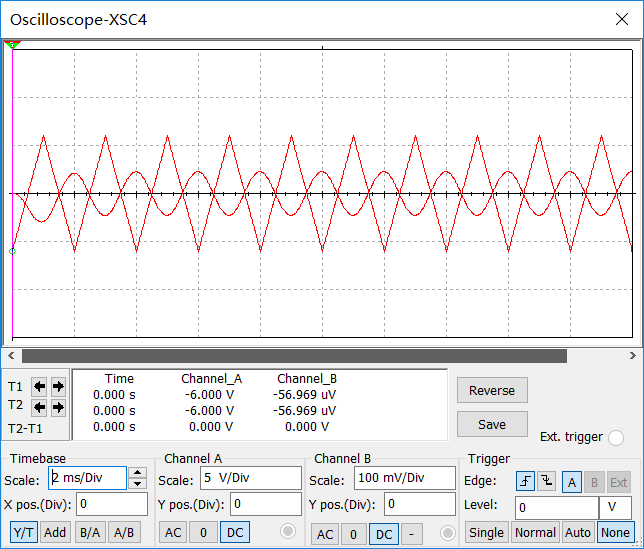 Oscilloscope-XSC4
T1
T2
T2-T1
Time Channel_A Channel_B
0.000 s -6.000 V -56.969 uV
0.000 s -6.000 V -56.969 uV
0.000 s 0.000 V 0.000 V
Reverse
Save
Ext. trigger
Timebase
Scale: 2 ms/Div
X pos.(Div): 0
Y/T Add B/A A/B
Channel A
Scale: 5 V/Div
Y pos.(Div): 0
AC 0 DC
Channel B
Scale: 100 mV/Div
Y pos.(Div): 0
AC 0 DC -
Trigger
Edge: A B Ext
Level: 0 V
Single Normal Auto None